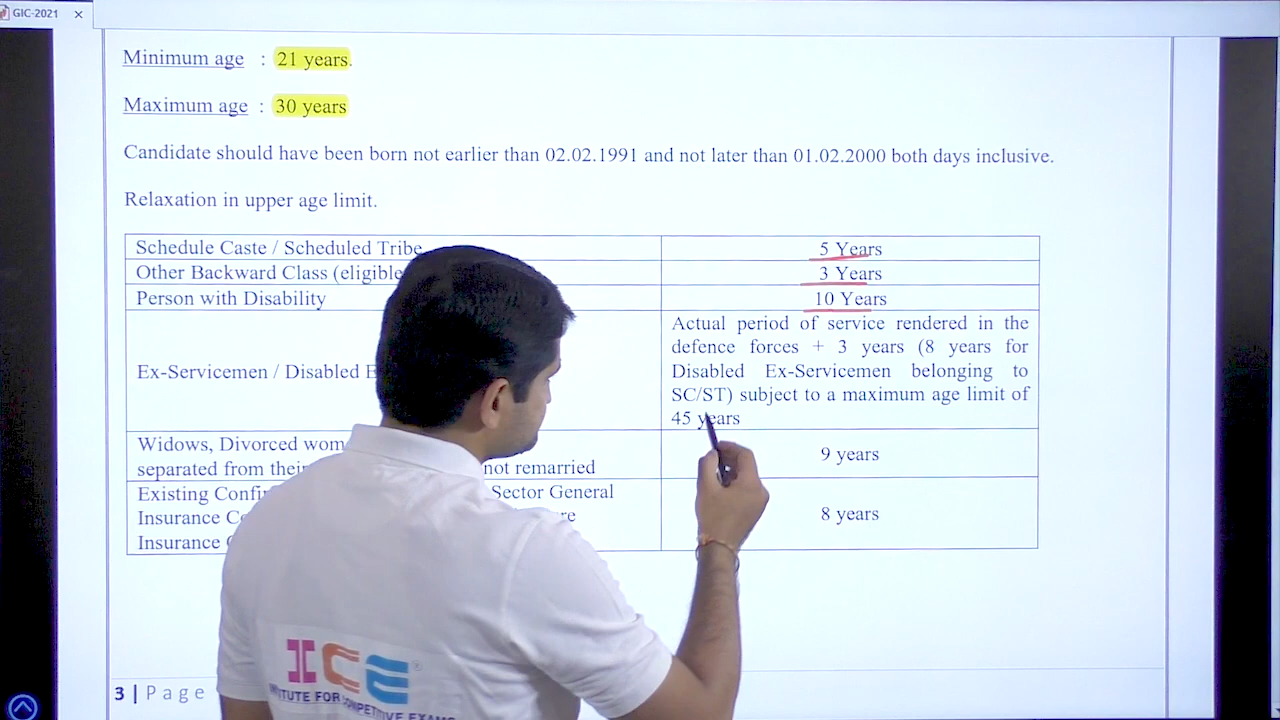 GIC-2021
Minimum age : 21 years.
Maximum age : 30 years
Candidate should have been born not earlier than 02.02.1991 and not later than 01.02.2000 both days inclusive.
Relaxation in upper age limit.
Schedule Caste / Scheduled Tribe
5 Years
Other Backward Class (eligible
3 Years
Person with Disability
10 Years
Ex-Servicemen / Disabled E
Actual period of service rendered in the
defence forces + 3 years (8 years for
Disabled Ex-Servicemen belonging to
SC/ST) subject to a maximum age limit of
45 years
Widows, Divorced wom
separated from their not remarried
9 years
Existing Confi Sector General
Insurance Co re
Insurance C
8 years
3 | Page
ICE
INSTITUTE FOR COMPETITIVE EXAMS